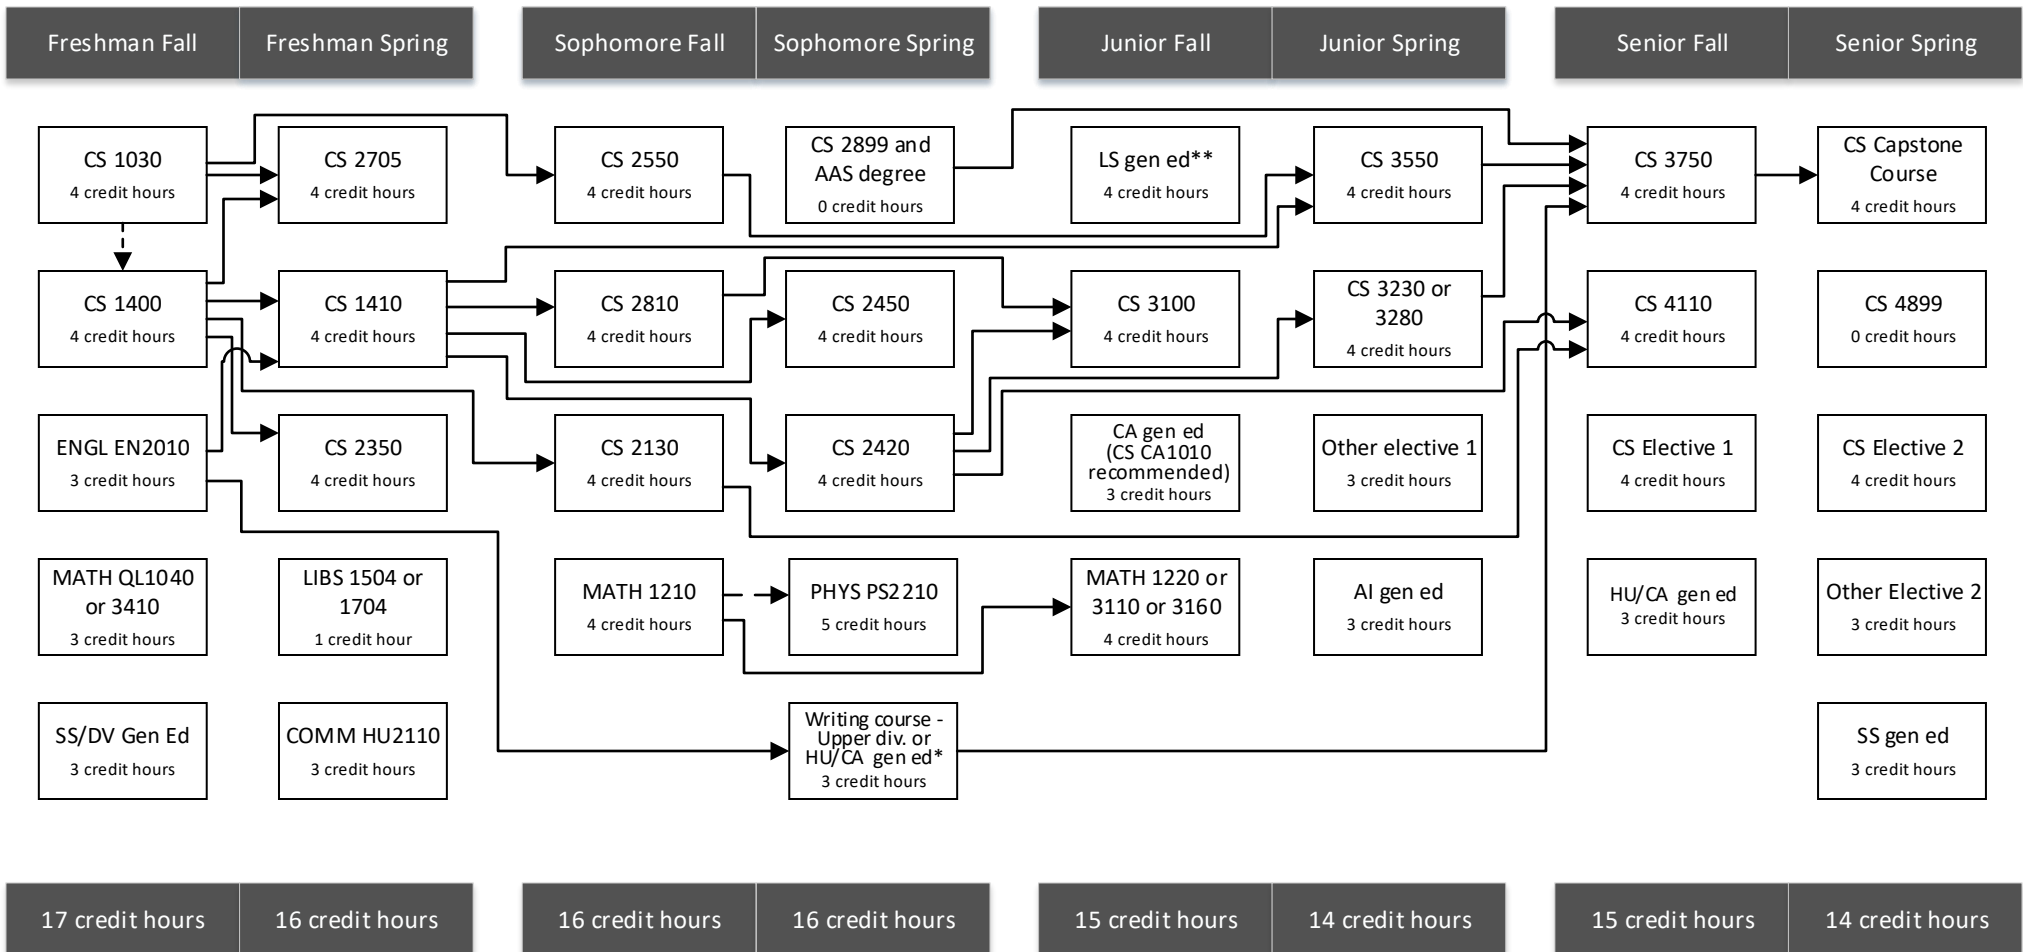 Freshman Fall
Freshman Spring
Sophomore Fall
Sophomore Spring
Junior Fall
Junior Spring
Senior Fall
Senior Spring
CS 1030
4 credit hours
CS 2705
4 credit hours
CS 2550
4 credit hours
CS 2899 and
AAS degree
0 credit hours
LS gen ed**
4 credit hours
CS 3550
4 credit hours
CS 3750
4 credit hours
CS Capstone
Course
4 credit hours
CS 1400
4 credit hours
CS 1410
4 credit hours
CS 2810
4 credit hours
CS 2450
4 credit hours
CS 3100
4 credit hours
CS 3230 or
3280
4 credit hours
CS 4110
4 credit hours
CS 4899
0 credit hours
ENGL EN2010
3 credit hours
CS 2350
4 credit hours
CS 2130
4 credit hours
CS 2420
4 credit hours
CA gen ed
(CS CA1010
recommended)
3 credit hours
Other elective 1
3 credit hours
CS Elective 1
4 credit hours
CS Elective 2
4 credit hours
MATH QL1040
or 3410
3 credit hours
LIBS 1504 or
1704
1 credit hour
MATH 1210
4 credit hours
PHYS PS2210
5 credit hours
MATH 1220 or
3110 or 3160
4 credit hours
AI gen ed
3 credit hours
HU/CA gen ed
3 credit hours
Other Elective 2
3 credit hours
SS/DV Gen Ed
3 credit hours
COMM HU2110
3 credit hours
Writing course -
Upper div. or
HU/CA gen ed*
3 credit hours
SS gen ed
3 credit hours
17 credit hours
16 credit hours
16 credit hours
16 credit hours
15 credit hours
14 credit hours
15 credit hours
14 credit hours